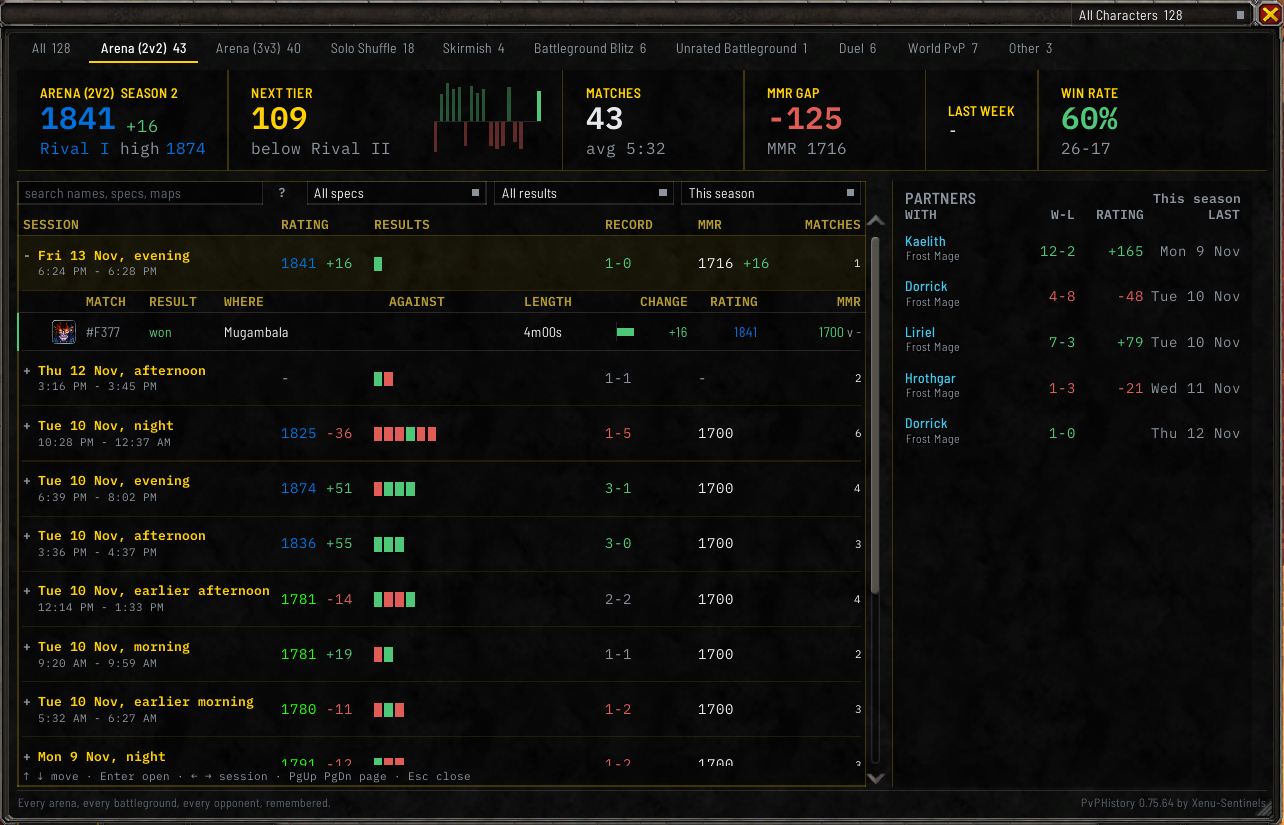 All Characters 128
All 128 Arena (2v2) 43 Arena (3v3) 40 Solo Shuffle 18 Skirmish 4 Battleground Blitz 6 Unrated Battleground 1 Duel 6 World PvP 7 Other 3
ARENA (2V2) SEASON 2
1841 +16
Rival I high 1874
NEXT TIER
109
below Rival II
MATCHES
43
avg 5:32
MMR GAP
-125
MMR 1716
LAST WEEK
-
WIN RATE
60%
26-17
search names, specs, maps ? All specs All results This season
SESSION RATING RESULTS RECORD MMR MATCHES
- Fri 13 Nov, evening 1841 +16 1-0 1716 +16 1
6:24 PM - 6:28 PM
MATCH RESULT WHERE AGAINST LENGTH CHANGE RATING MMR
#F377 won Mugambala 4m00s +16 1841 1700 v -
+ Thu 12 Nov, afternoon - 1-1 - 2
3:16 PM - 3:45 PM
+ Tue 10 Nov, night 1825 -36 1-5 1700 6
10:28 PM - 12:37 AM
+ Tue 10 Nov, evening 1874 +51 3-1 1700 4
6:39 PM - 8:02 PM
+ Tue 10 Nov, afternoon 1836 +55 3-0 1700 3
3:36 PM - 4:37 PM
+ Tue 10 Nov, earlier afternoon 1781 -14 2-2 1700 4
12:14 PM - 1:33 PM
+ Tue 10 Nov, morning 1781 +19 1-1 1700 2
9:20 AM - 9:59 AM
+ Tue 10 Nov, earlier morning 1780 -11 1-2 1700 3
5:32 AM - 6:27 AM
+ Mon 9 Nov, night 1791 -12 1-2 1700 3
↑ ↓ move · Enter open · ← → session · PgUp PgDn page · Esc close
PARTNERS This season
WITH W-L RATING LAST
Kaelith 12-2 +165 Mon 9 Nov
Frost Mage
Dorrick 4-8 -48 Tue 10 Nov
Frost Mage
Liriel 7-3 +79 Tue 10 Nov
Frost Mage
Hrothgar 1-3 -21 Wed 11 Nov
Frost Mage
Dorrick 1-0 Thu 12 Nov
Frost Mage
Every arena, every battleground, every opponent, remembered.
PvPHistory 0.75.64 by Xenu-Sentinels